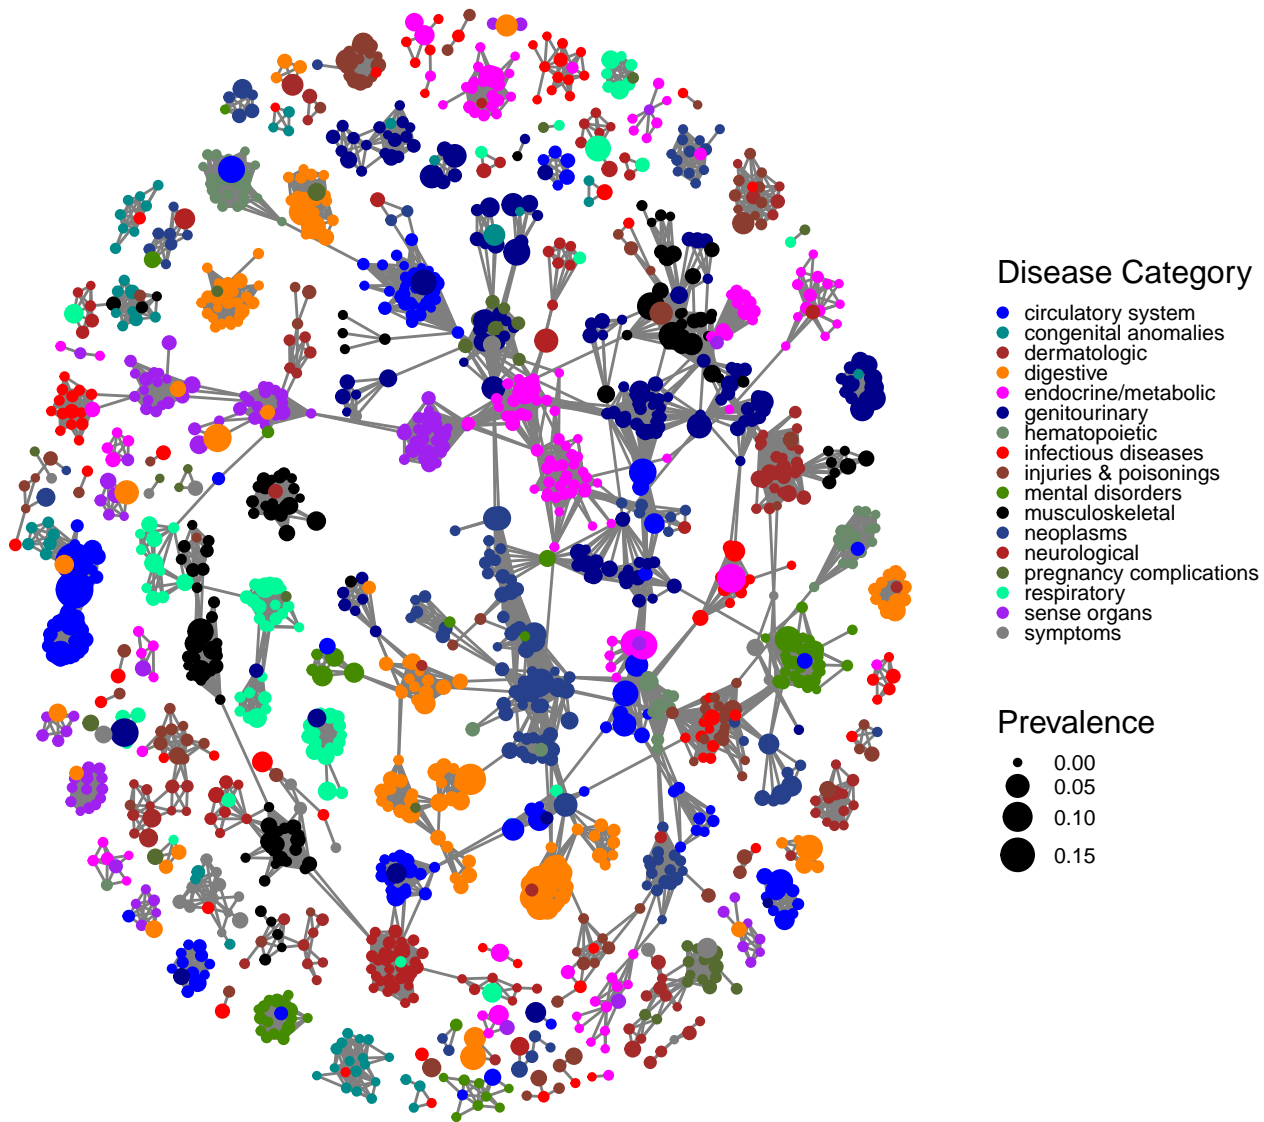 Disease Category
circulatory system
congenital anomalies
dermatologic
digestive
endocrine/metabolic
genitourinary
hematopoietic
infectious diseases
injuries & poisonings
mental disorders
musculoskeletal
neoplasms
neurological
pregnancy complications
respiratory
sense organs
symptoms
Prevalence
0.00
0.05
0.10
0.15